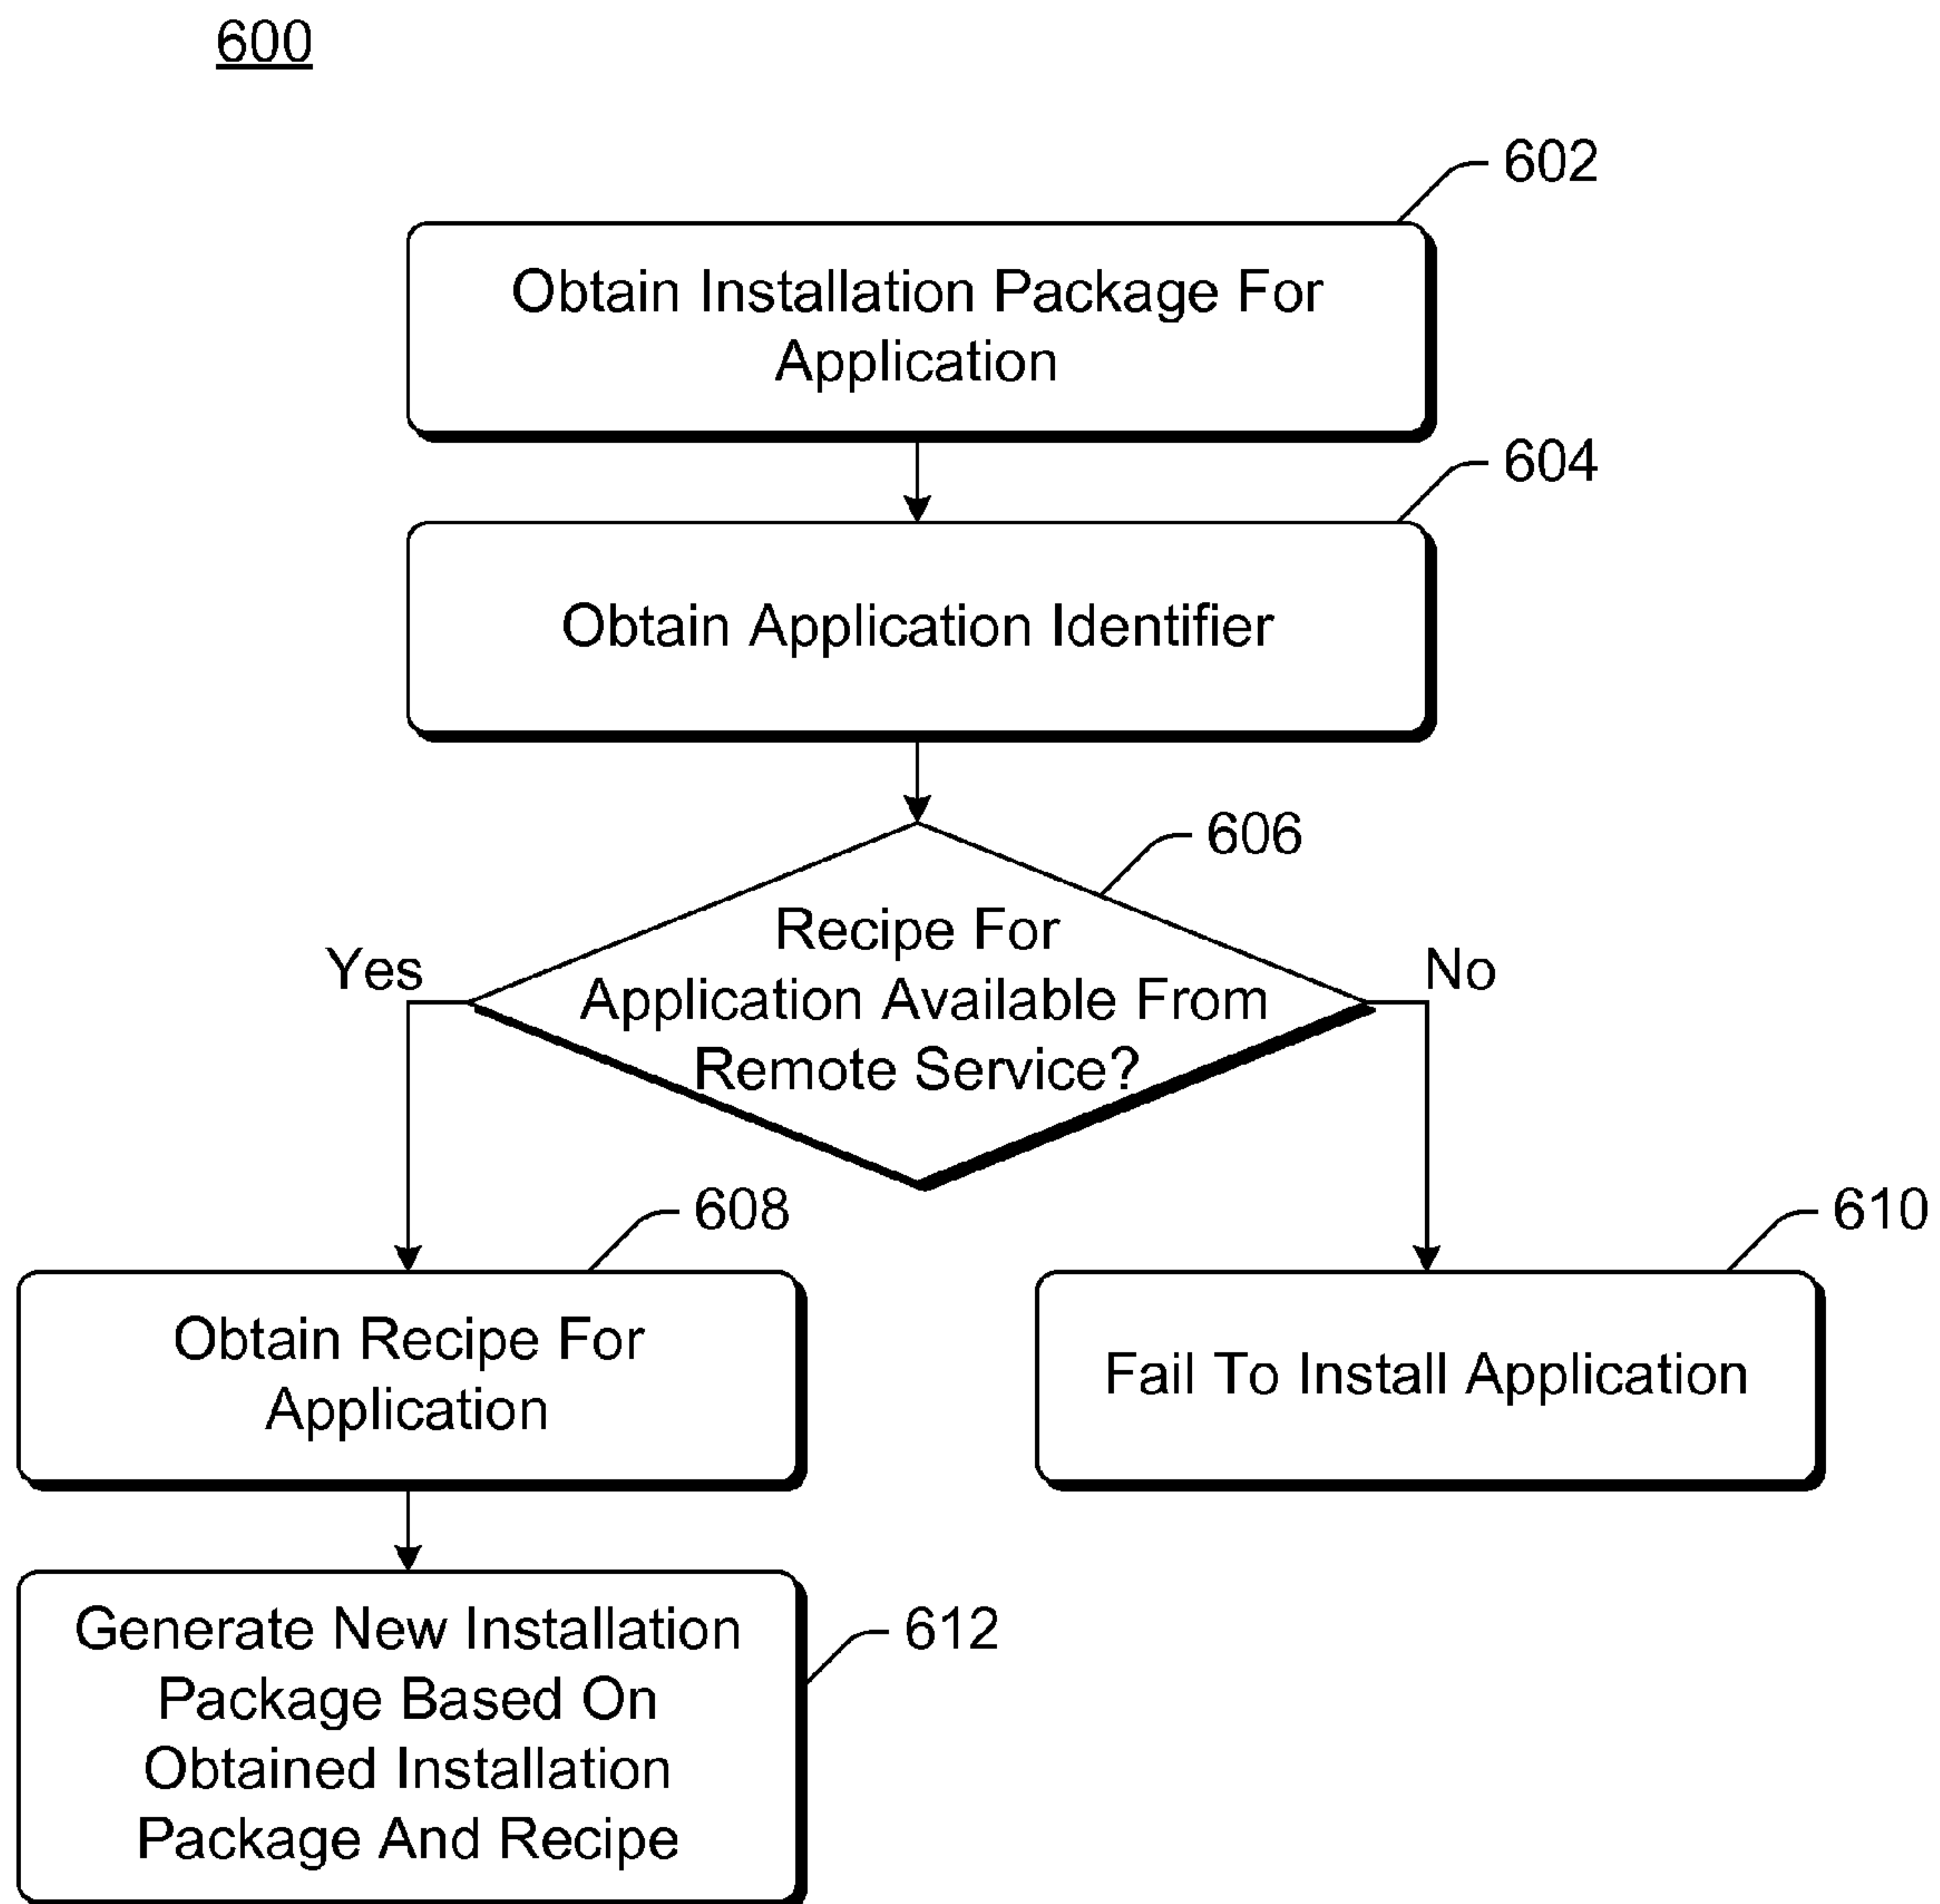 600
602
Obtain Installation Package For
Application
604
Obtain Application Identifier
606
Recipe For
Application Available From
Remote Service?
Yes
No
608
Obtain Recipe For
Application
610
Fail To Install Application
612
Generate New Installation
Package Based On
Obtained Installation
Package And Recipe